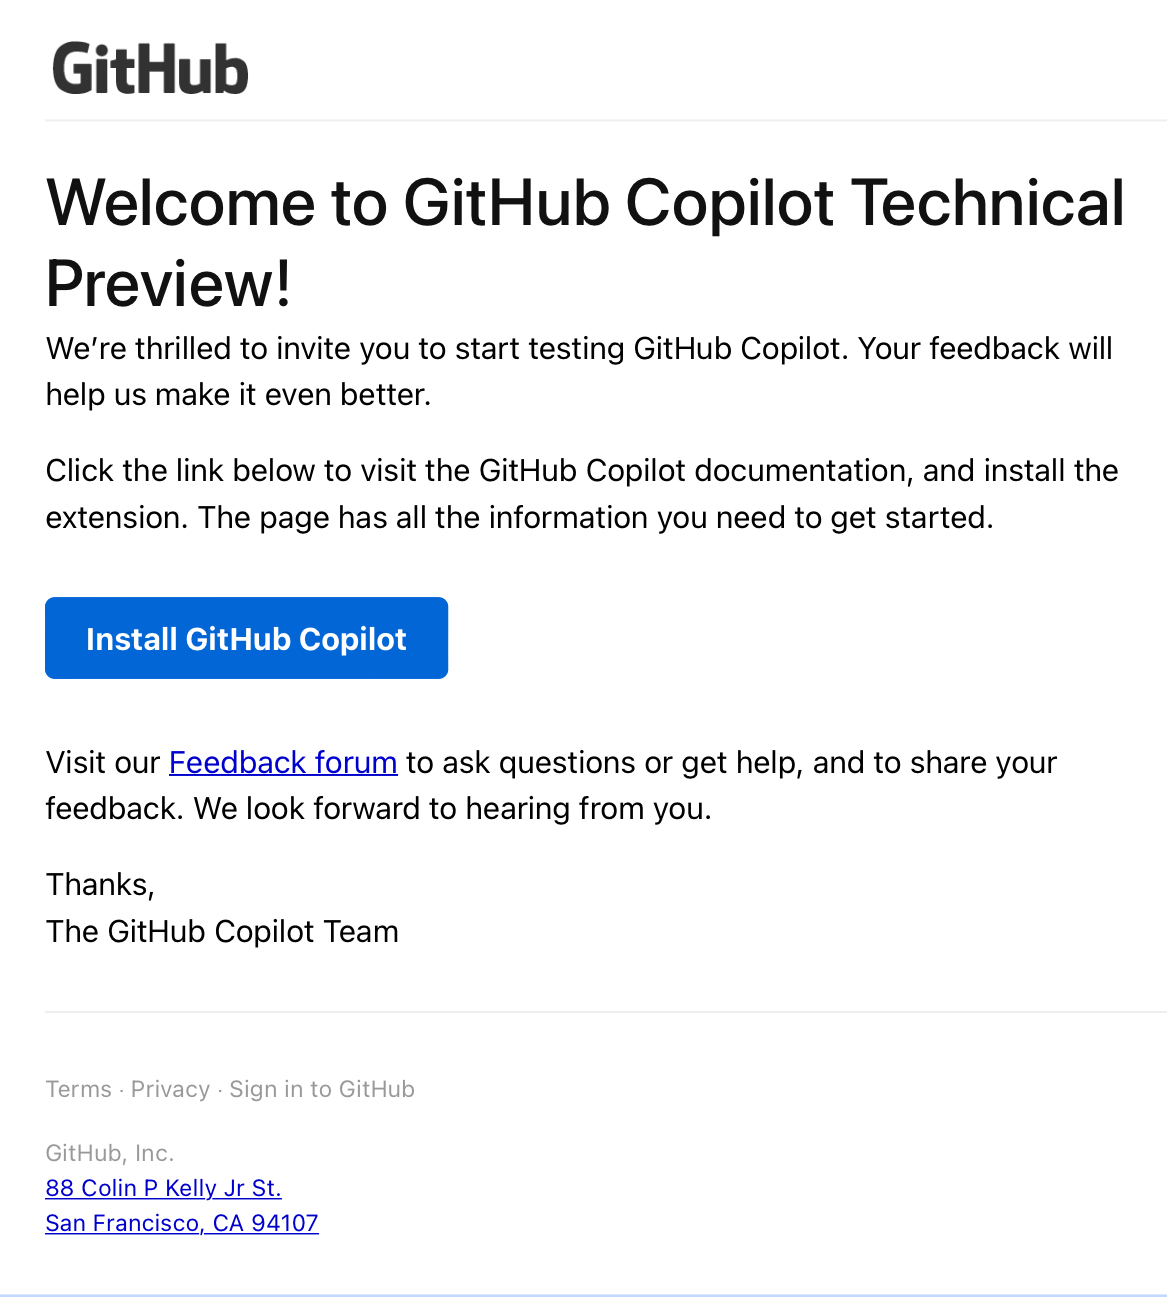 GitHub
Welcome to GitHub Copilot Technical
Preview!
We’re thrilled to invite you to start testing GitHub Copilot. Your feedback will
help us make it even better.
Click the link below to visit the GitHub Copilot documentation, and install the
extension. The page has all the information you need to get started.
Install GitHub Copilot
Visit our Feedback forum to ask questions or get help, and to share your
feedback. We look forward to hearing from you.
Thanks,
The GitHub Copilot Team
Terms · Privacy · Sign in to GitHub
GitHub, Inc.
88 Colin P Kelly Jr St.
San Francisco, CA 94107